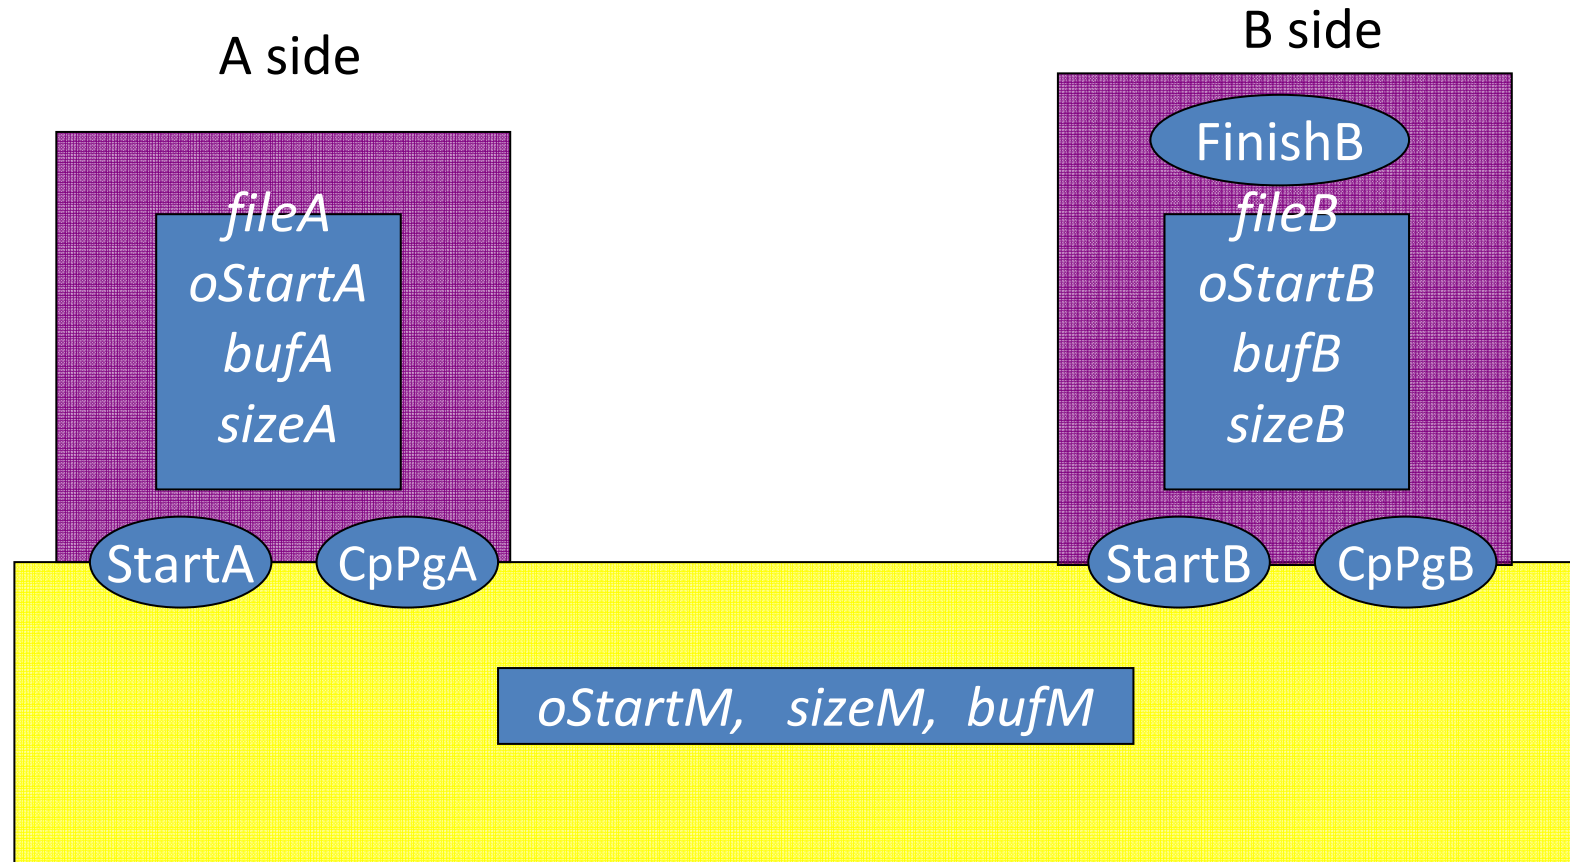 A side
B side
FinishB
fileA
oStartA
bufA
sizeA
fileB
oStartB
bufB
sizeB
StartA
CpPgA
StartB
CpPgB
oStartM, sizeM, bufM